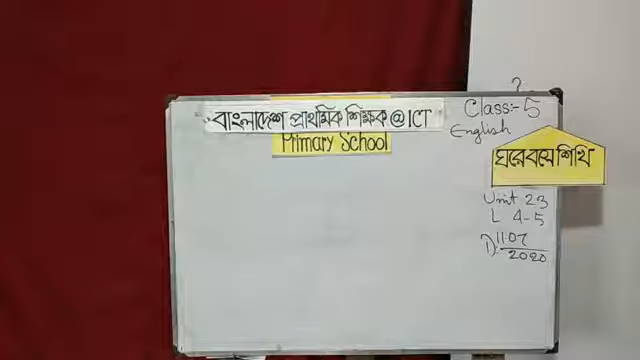 বাংলাদেশ প্রাথমিক শিক্ষক @ ICT
Primary School
Class:- 5
English
ঘরে বসে শিখি
Unit 23
L 4-5
D: 11.07
2020